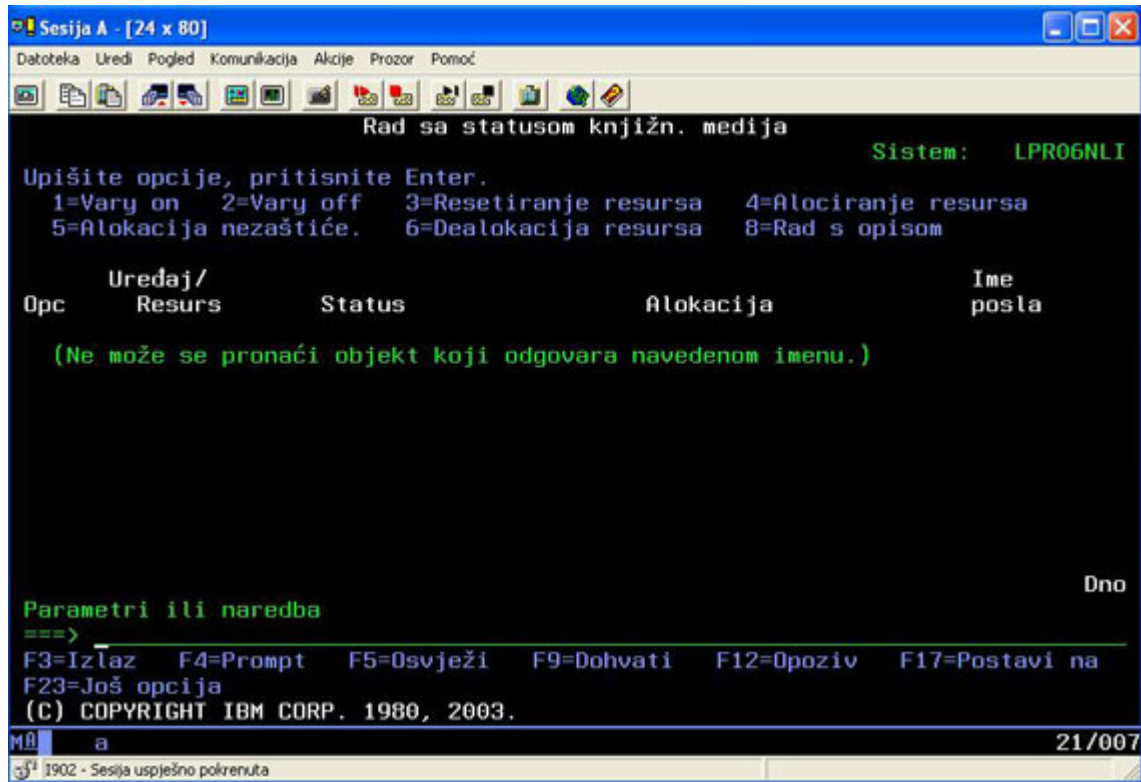 Sesija A - [24 x 80]
Datoteka Uredi Pogled Komunikacija Akcije Prozor Pomoć
Rad sa statusom knjižn. medija
Sistem: LPR06NLI
Upišite opcije, pritisnite Enter.
1=Vary on 2=Vary off 3=Resetiranje resursa 4=Alociranje resursa
5=Alokacija nezaštiće. 6=Dealokacija resursa 8=Rad s opisom
Uređaj/ Ime
Opc Resurs Status Alokacija posla
(Ne može se pronaći objekt koji odgovara navedenom imenu.)
Dno
Parametri ili naredba
===>
F3=Izlaz F4=Prompt F5=Osvježi F9=Dohvati F12=Opoziv F17=Postavi na
F23=Još opcija
(C) COPYRIGHT IBM CORP. 1980, 2003.
MA a 21/007
I902 - Sesija uspješno pokrenuta